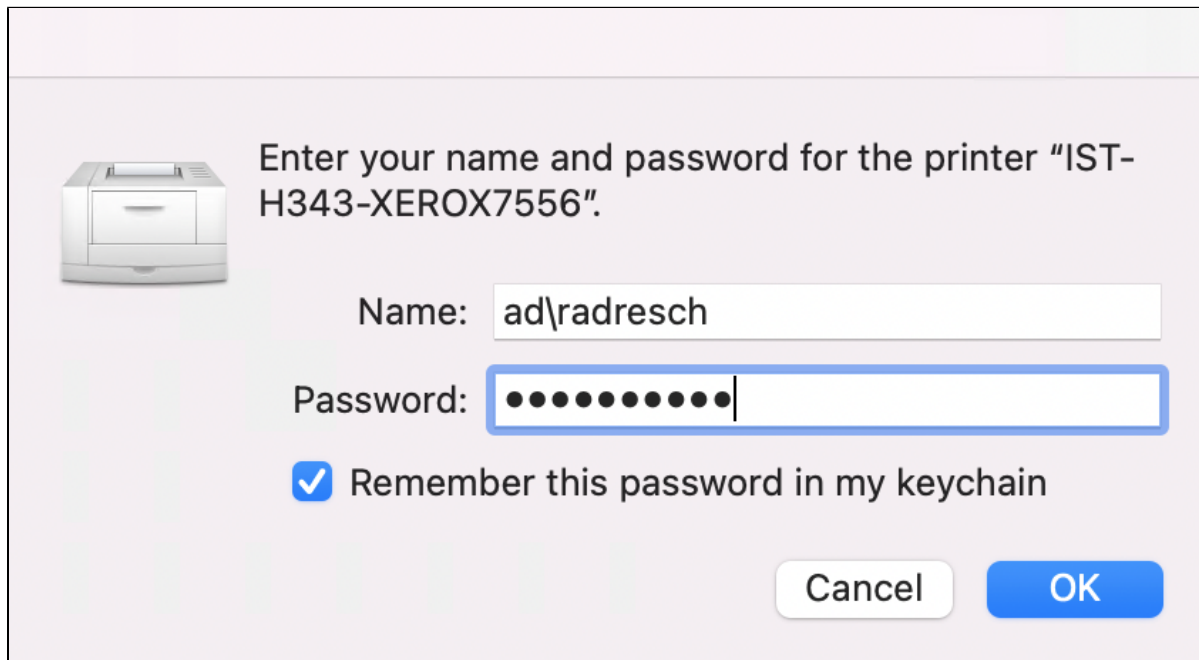 Enter your name and password for the printer “IST-
H343-XEROX7556”.
Name: ad\radresch
Password: ••••••••••
Remember this password in my keychain
Cancel OK